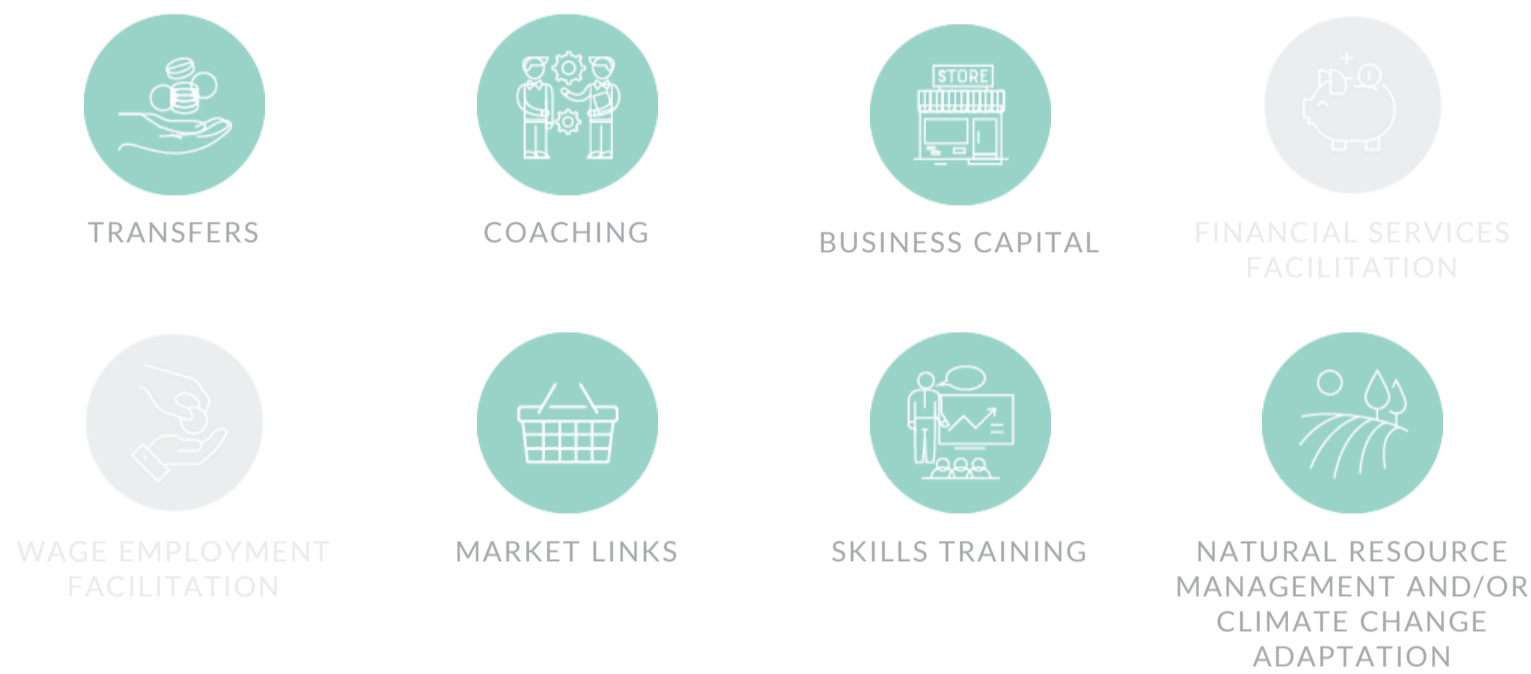 TRANSFERS
COACHING
STORE
BUSINESS CAPITAL
FINANCIAL SERVICES
FACILITATION
WAGE EMPLOYMENT
FACILITATION
MARKET LINKS
SKILLS TRAINING
NATURAL RESOURCE
MANAGEMENT AND/OR
CLIMATE CHANGE
ADAPTATION